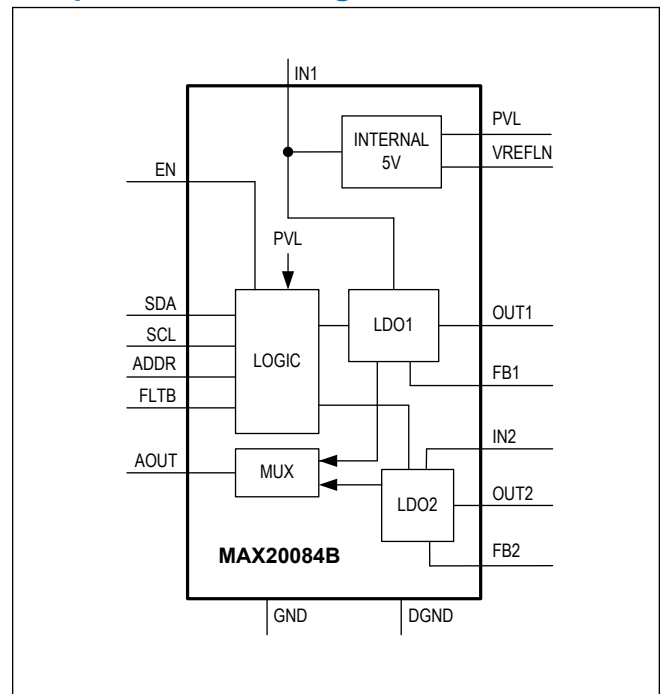 IN1
INTERNAL
5V
PVL
VREFLN
EN
PVL
SDA
SCL
ADDR
FLTB
LOGIC
LDO1
OUT1
FB1
AOUT
MUX
IN2
LDO2
OUT2
FB2
MAX20084B
GND
DGND